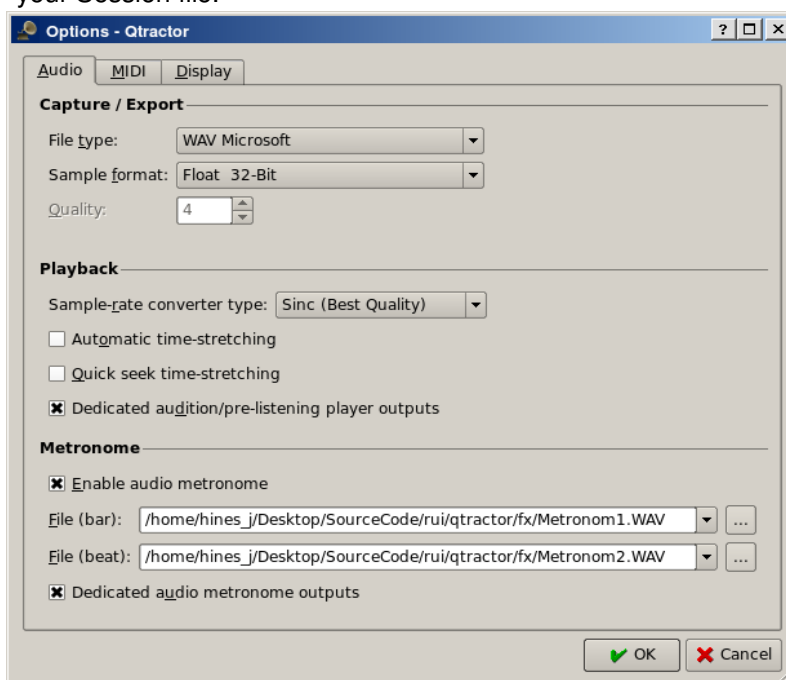 your Session file.
Options - Qtractor
Audio MIDI Display
Capture / Export
File type: WAV Microsoft
Sample format: Float 32-Bit
Quality: 4
Playback
Sample-rate converter type: Sinc (Best Quality)
Automatic time-stretching
Quick seek time-stretching
Dedicated audition/pre-listening player outputs
Metronome
Enable audio metronome
File (bar): /home/hines_j/Desktop/SourceCode/rui/qtractor/fx/Metronom1.WAV ...
File (beat): /home/hines_j/Desktop/SourceCode/rui/qtractor/fx/Metronom2.WAV ...
Dedicated audio metronome outputs
OK Cancel